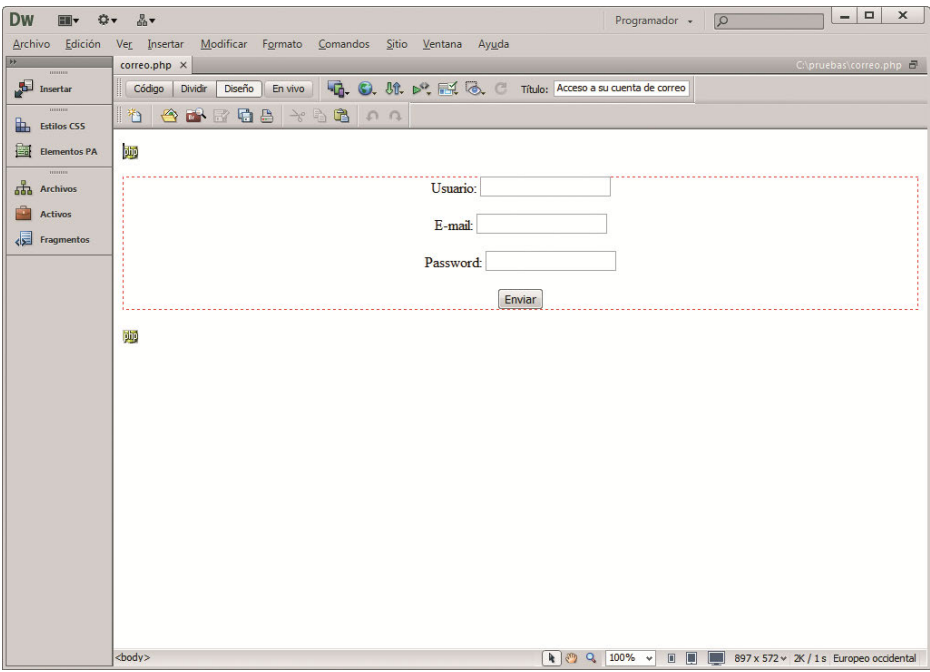 DW Programador
Archivo Edición Ver Insertar Modificar Formato Comandos Sitio Ventana Ayuda
correo.php × C:\pruebas\correo.php
Insertar
Código Dividir Diseño En vivo Título: Acceso a su cuenta de correo
Estilos CSS
Elementos PA
Archivos
Activos
Fragmentos
php
Usuario:
E-mail:
Password:
Enviar
php
<body> 100% 897 x 572 2K / 1 s Europeo occidental